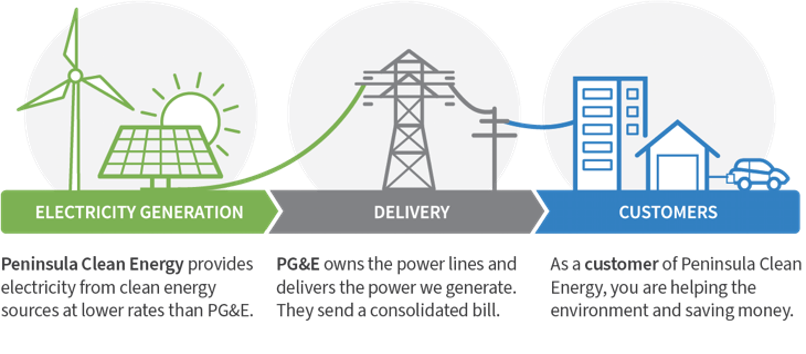 ELECTRICITY GENERATION
DELIVERY
CUSTOMERS
Peninsula Clean Energy provides
electricity from clean energy
sources at lower rates than PG&E.
PG&E owns the power lines and
delivers the power we generate.
They send a consolidated bill.
As a customer of Peninsula Clean
Energy, you are helping the
environment and saving money.